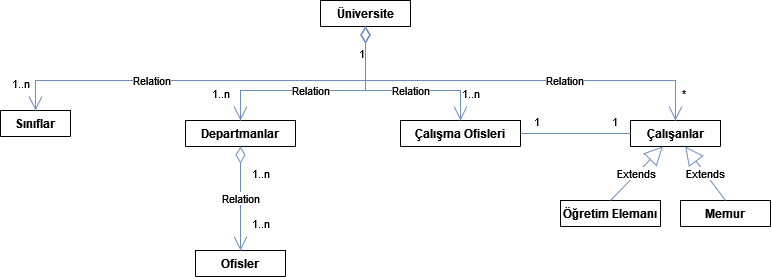 Üniversite
1
Relation
Relation
1..n
Relation
Relation
*
1..n
1..n
Sınıflar
Departmanlar
Çalışma Ofisleri
1
1
Çalışanlar
1..n
Extends
Extends
Relation
1..n
Öğretim Elemanı
Memur
Ofisler